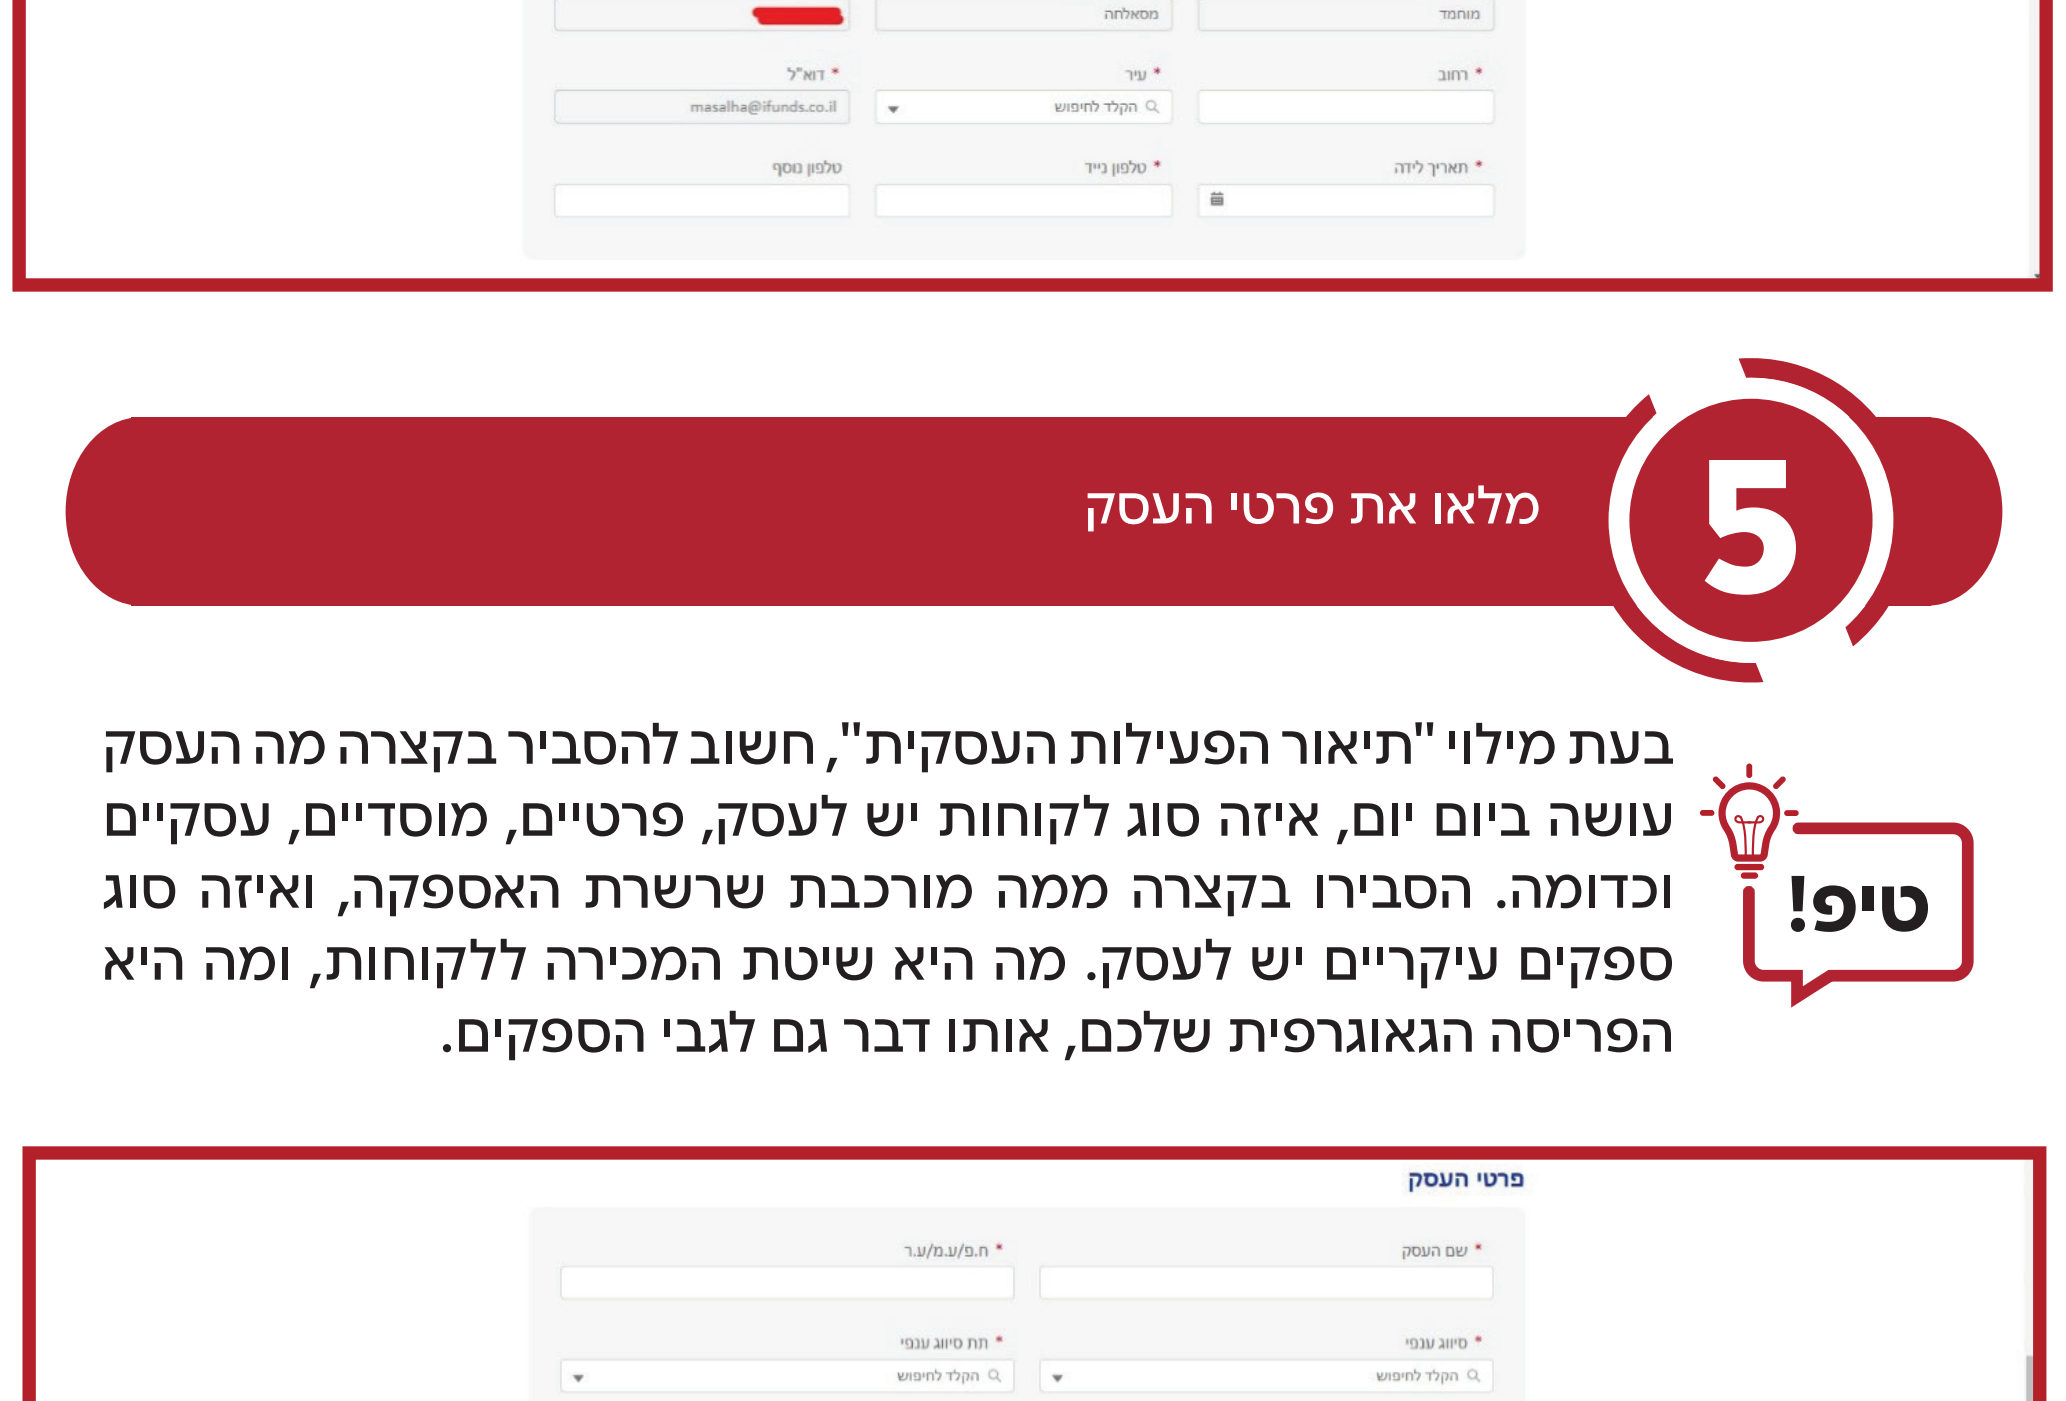 מוחמד מסאלחה
* רחוב * עיר * דוא"ל
הקלד לחיפוש masalha@ifunds.co.il
* תאריך לידה * טלפון נייד טלפון נוסף
5
מלאו את פרטי העסק
טיפ!
בעת מילוי "תיאור הפעילות העסקית", חשוב להסביר בקצרה מה העסק
עושה ביום יום, איזה סוג לקוחות יש לעסק, פרטיים, מוסדיים, עסקיים
וכדומה. הסבירו בקצרה ממה מורכבת שרשרת האספקה, ואיזה סוג
ספקים עיקריים יש לעסק. מה היא שיטת המכירה ללקוחות, ומה היא
הפריסה הגאוגרפית שלכם, אותו דבר גם לגבי הספקים.
פרטי העסק
* שם העסק * ח.פ/ע.מ/ע.ר
* סיווג ענפי * תת סיווג ענפי
הקלד לחיפוש הקלד לחיפוש